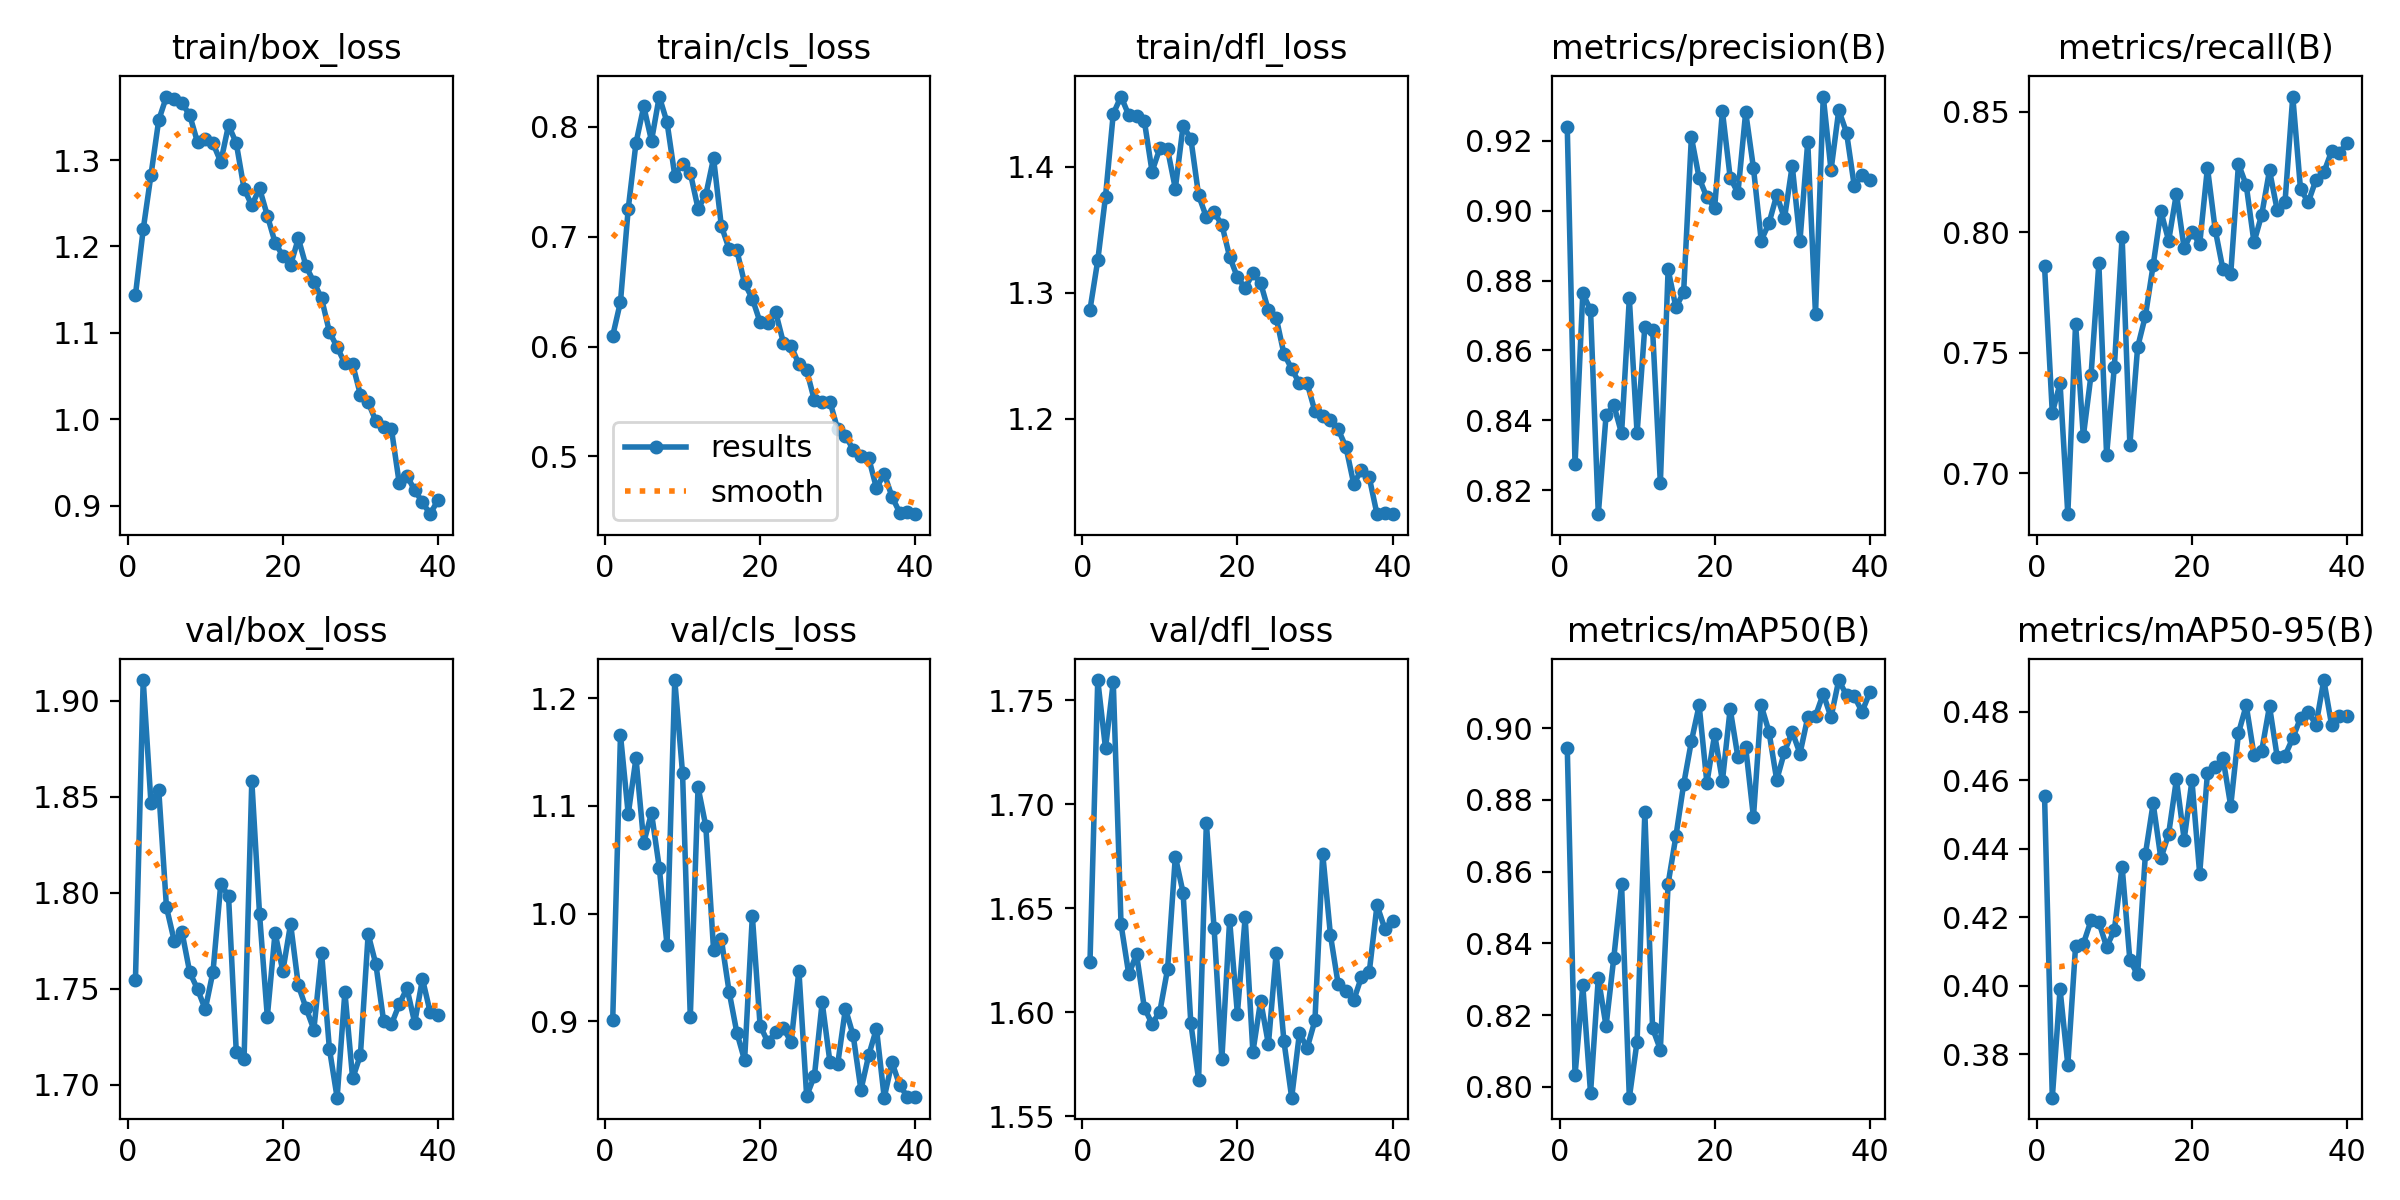 train/box_loss
train/cls_loss
train/dfl_loss
metrics/precision(B)
metrics/recall(B)
1.3
1.2
1.1
1.0
0.9
0 20 40
0.8
0.7
0.6
0.5
results
smooth
0 20 40
1.4
1.3
1.2
0 20 40
0.92
0.90
0.88
0.86
0.84
0.82
0 20 40
0.85
0.80
0.75
0.70
0 20 40
val/box_loss
val/cls_loss
val/dfl_loss
metrics/mAP50(B)
metrics/mAP50-95(B)
1.90
1.85
1.80
1.75
1.70
0 20 40
1.2
1.1
1.0
0.9
0 20 40
1.75
1.70
1.65
1.60
1.55
0 20 40
0.90
0.88
0.86
0.84
0.82
0.80
0 20 40
0.48
0.46
0.44
0.42
0.40
0.38
0 20 40